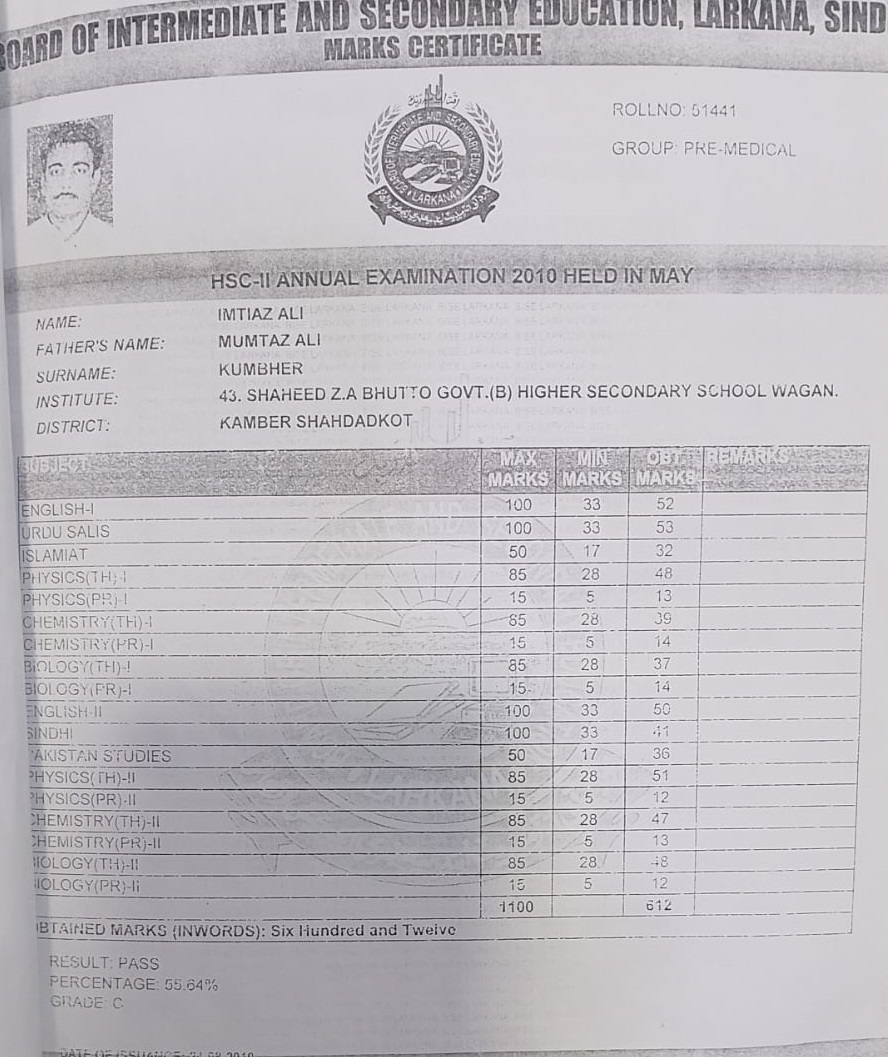 BOARD OF INTERMEDIATE AND SECONDARY EDUCATION, LARKANA, SIND
MARKS CERTIFICATE
ROLLNO: 51441
GROUP: PRE-MEDICAL
BOARD OF INTERMEDIATE AND SECONDARY EDUCATION
LARKANA
HSC-II ANNUAL EXAMINATION 2010 HELD IN MAY
NAME: IMTIAZ ALI
FATHER'S NAME: MUMTAZ ALI
SURNAME: KUMBHER
INSTITUTE: 43. SHAHEED Z.A BHUTTO GOVT.(B) HIGHER SECONDARY SCHOOL WAGAN.
DISTRICT: KAMBER SHAHDADKOT
SUBJECT MAX MARKS MIN MARKS OBT MARKS REMARKS
ENGLISH-I 100 33 52
URDU SALIS 100 33 53
ISLAMIAT 50 17 32
PHYSICS(TH)-I 85 28 48
PHYSICS(PR)-I 15 5 13
CHEMISTRY(TH)-I 85 28 39
CHEMISTRY(PR)-I 15 5 14
BIOLOGY(TH)-I 85 28 37
BIOLOGY(PR)-I 15 5 14
ENGLISH-II 100 33 50
SINDHI 100 33 41
PAKISTAN STUDIES 50 17 36
PHYSICS(TH)-II 85 28 51
PHYSICS(PR)-II 15 5 12
CHEMISTRY(TH)-II 85 28 47
CHEMISTRY(PR)-II 15 5 13
BIOLOGY(TH)-II 85 28 48
BIOLOGY(PR)-II 15 5 12
1100 612
OBTAINED MARKS (INWORDS): Six Hundred and Twelve
RESULT: PASS
PERCENTAGE: 55.64%
GRADE: C
DATE OF ISSUANCE: